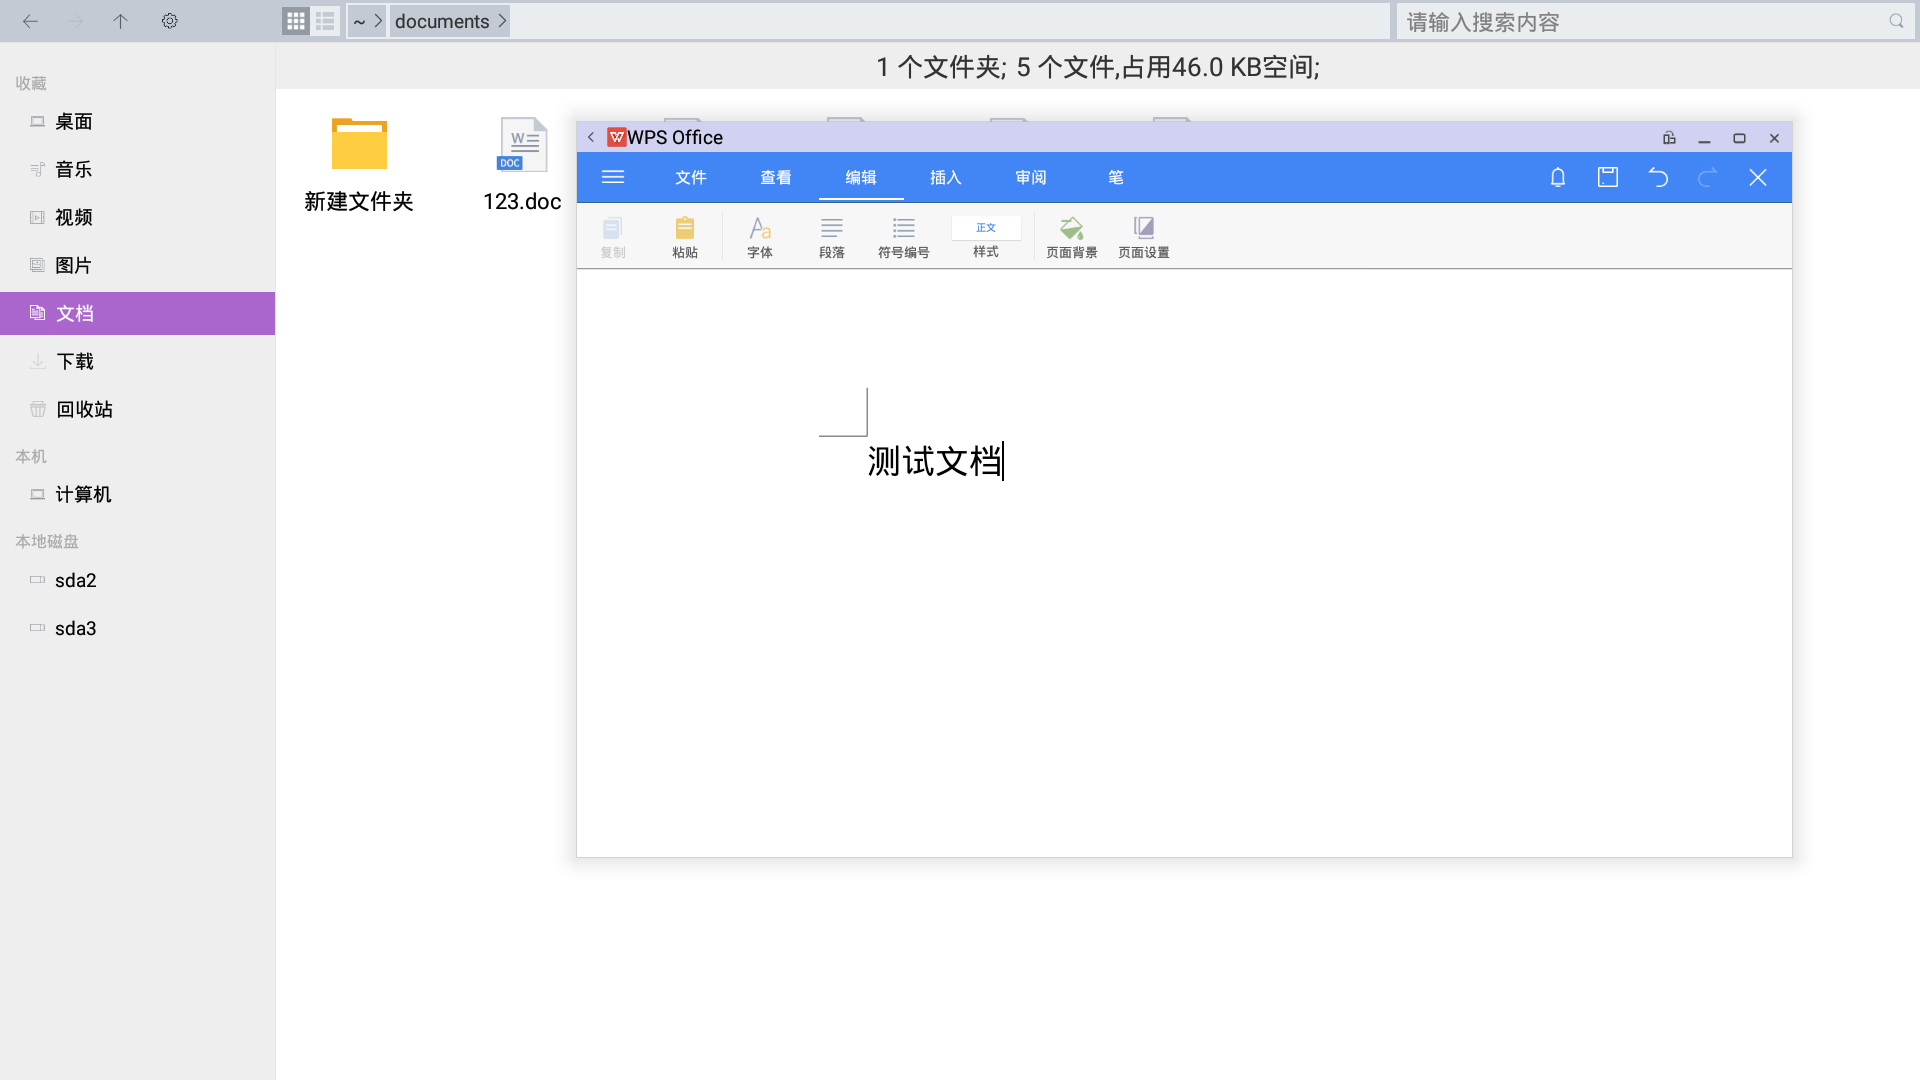 ~
documents
请输入搜索内容
1 个文件夹; 5 个文件,占用46.0 KB空间;
收藏
桌面
音乐
视频
图片
文档
下载
回收站
本机
计算机
本地磁盘
sda2
sda3
新建文件夹
W
DOC
123.doc
WPS Office
文件
查看
编辑
插入
审阅
笔
复制
粘贴
字体
段落
符号编号
正文
样式
页面背景
页面设置
测试文档